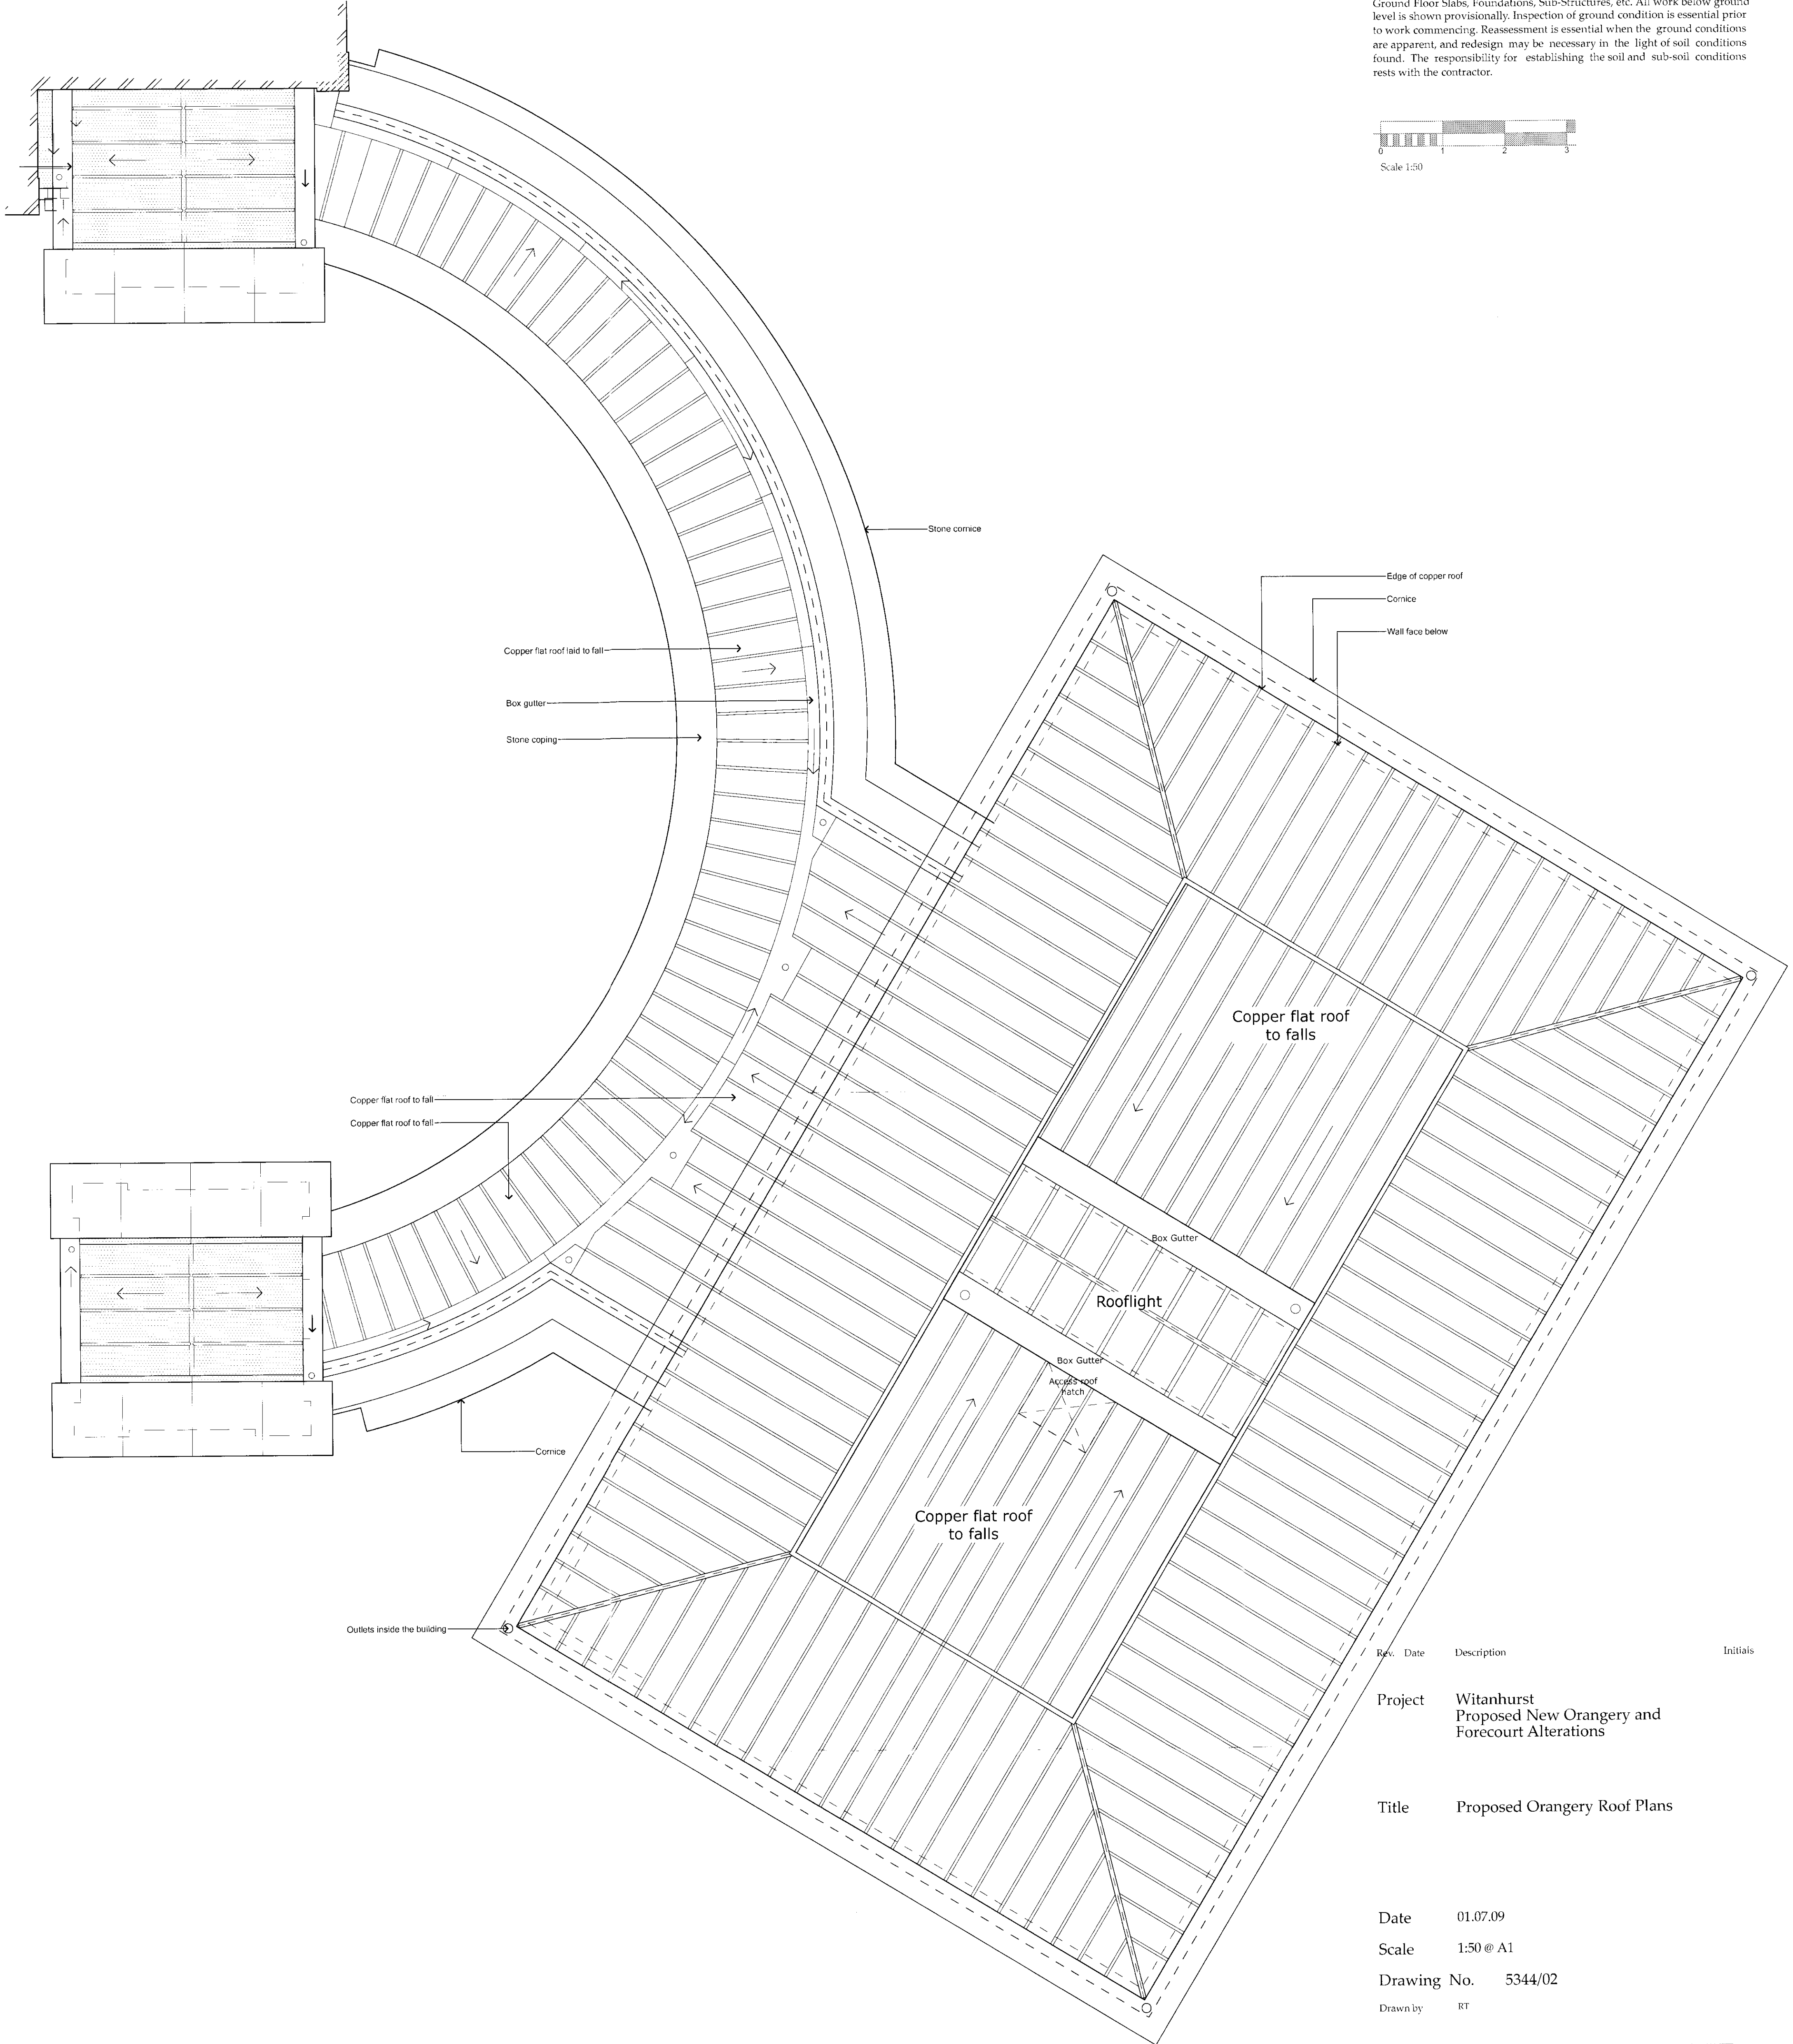 Ground Floor Slabs, Foundations, Sub-Structures, etc. All work below ground
level is shown provisionally. Inspection of ground condition is essential prior
to work commencing. Reassessment is essential when the ground conditions
are apparent, and redesign may be necessary in the light of soil conditions
found. The responsibility for establishing the soil and sub-soil conditions
rests with the contractor.
0 1 2 3
Scale 1:50
Stone cornice
Edge of copper roof
Cornice
Wall face below
Copper flat roof laid to fall
Box gutter
Stone coping
Copper flat roof
to falls
Copper flat roof to fall
Copper flat roof to fall
Box Gutter
Rooflight
Box Gutter
Access roof
hatch
Cornice
Copper flat roof
to falls
Outlets inside the building
Rev. Date Description Initials
Project Witanhurst
Proposed New Orangery and
Forecourt Alterations
Title Proposed Orangery Roof Plans
Date 01.07.09
Scale 1:50 @ A1
Drawing No. 5344/02
Drawn by RT